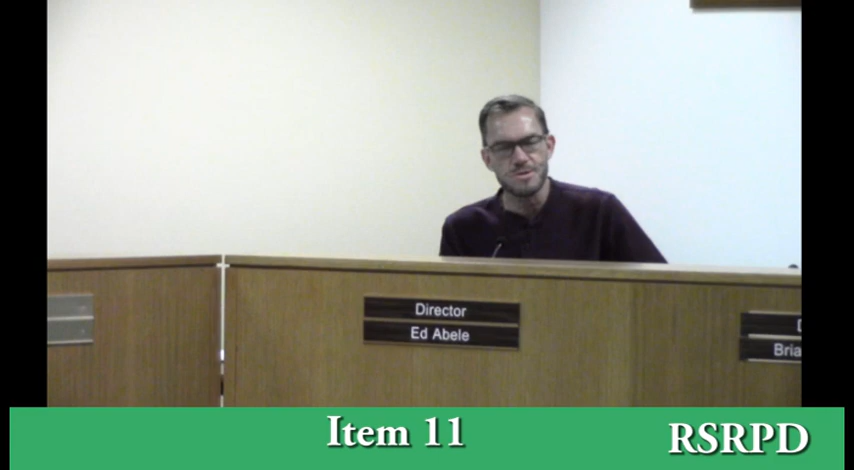 Director
Ed Abele
Item 11
RSRPD